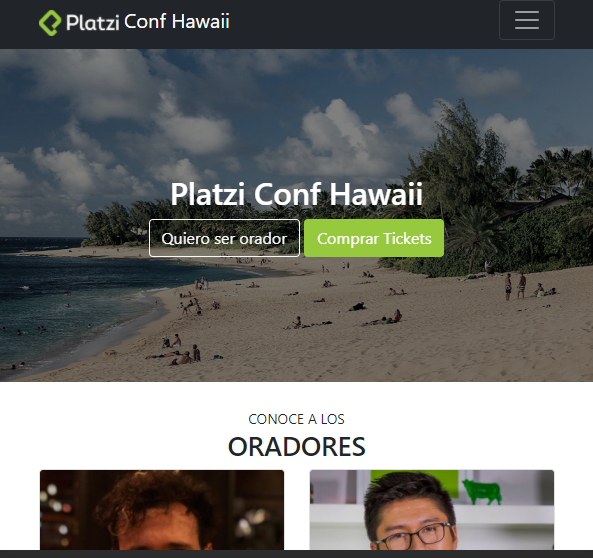 Platzi Conf Hawaii
Platzi Conf Hawaii
Quiero ser orador Comprar Tickets
CONOCE A LOS
ORADORES